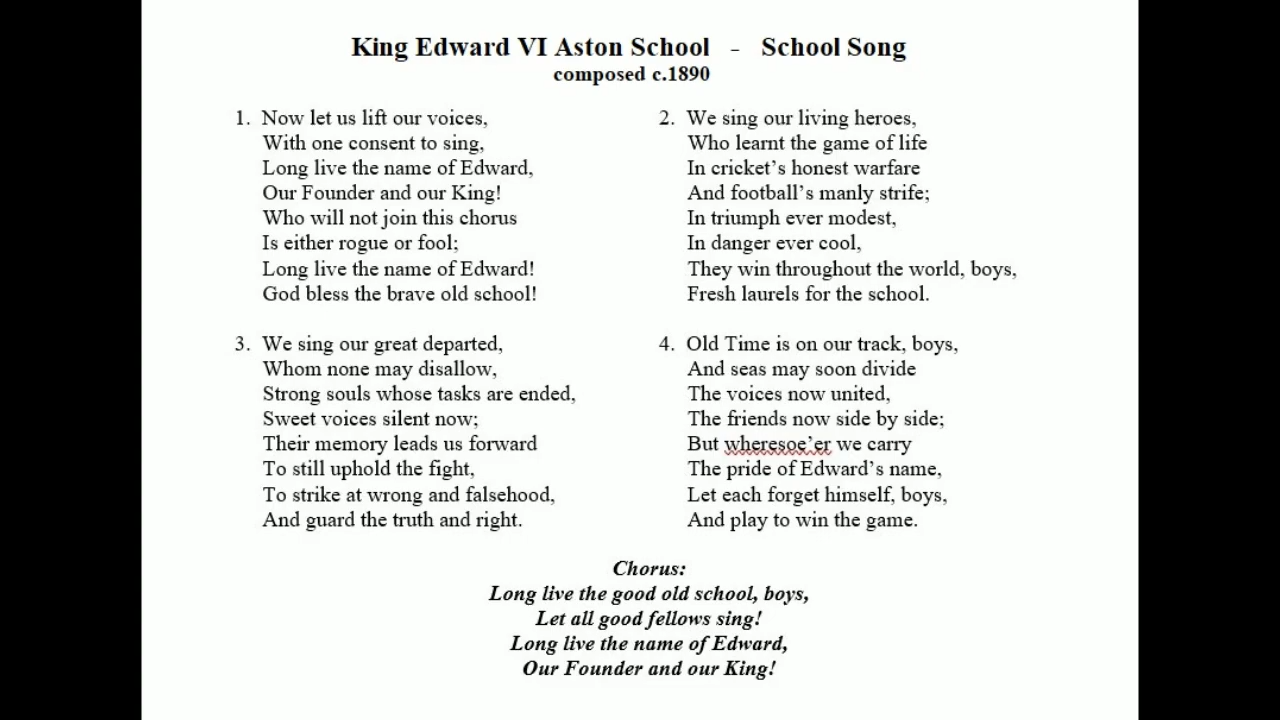 King Edward VI Aston School - School Song
composed c.1890
1. Now let us lift our voices,
With one consent to sing,
Long live the name of Edward,
Our Founder and our King!
Who will not join this chorus
Is either rogue or fool;
Long live the name of Edward!
God bless the brave old school!
2. We sing our living heroes,
Who learnt the game of life
In cricket’s honest warfare
And football’s manly strife;
In triumph ever modest,
In danger ever cool,
They win throughout the world, boys,
Fresh laurels for the school.
3. We sing our great departed,
Whom none may disallow,
Strong souls whose tasks are ended,
Sweet voices silent now;
Their memory leads us forward
To still uphold the fight,
To strike at wrong and falsehood,
And guard the truth and right.
4. Old Time is on our track, boys,
And seas may soon divide
The voices now united,
The friends now side by side;
But wheresoe’er we carry
The pride of Edward’s name,
Let each forget himself, boys,
And play to win the game.
Chorus:
Long live the good old school, boys,
Let all good fellows sing!
Long live the name of Edward,
Our Founder and our King!